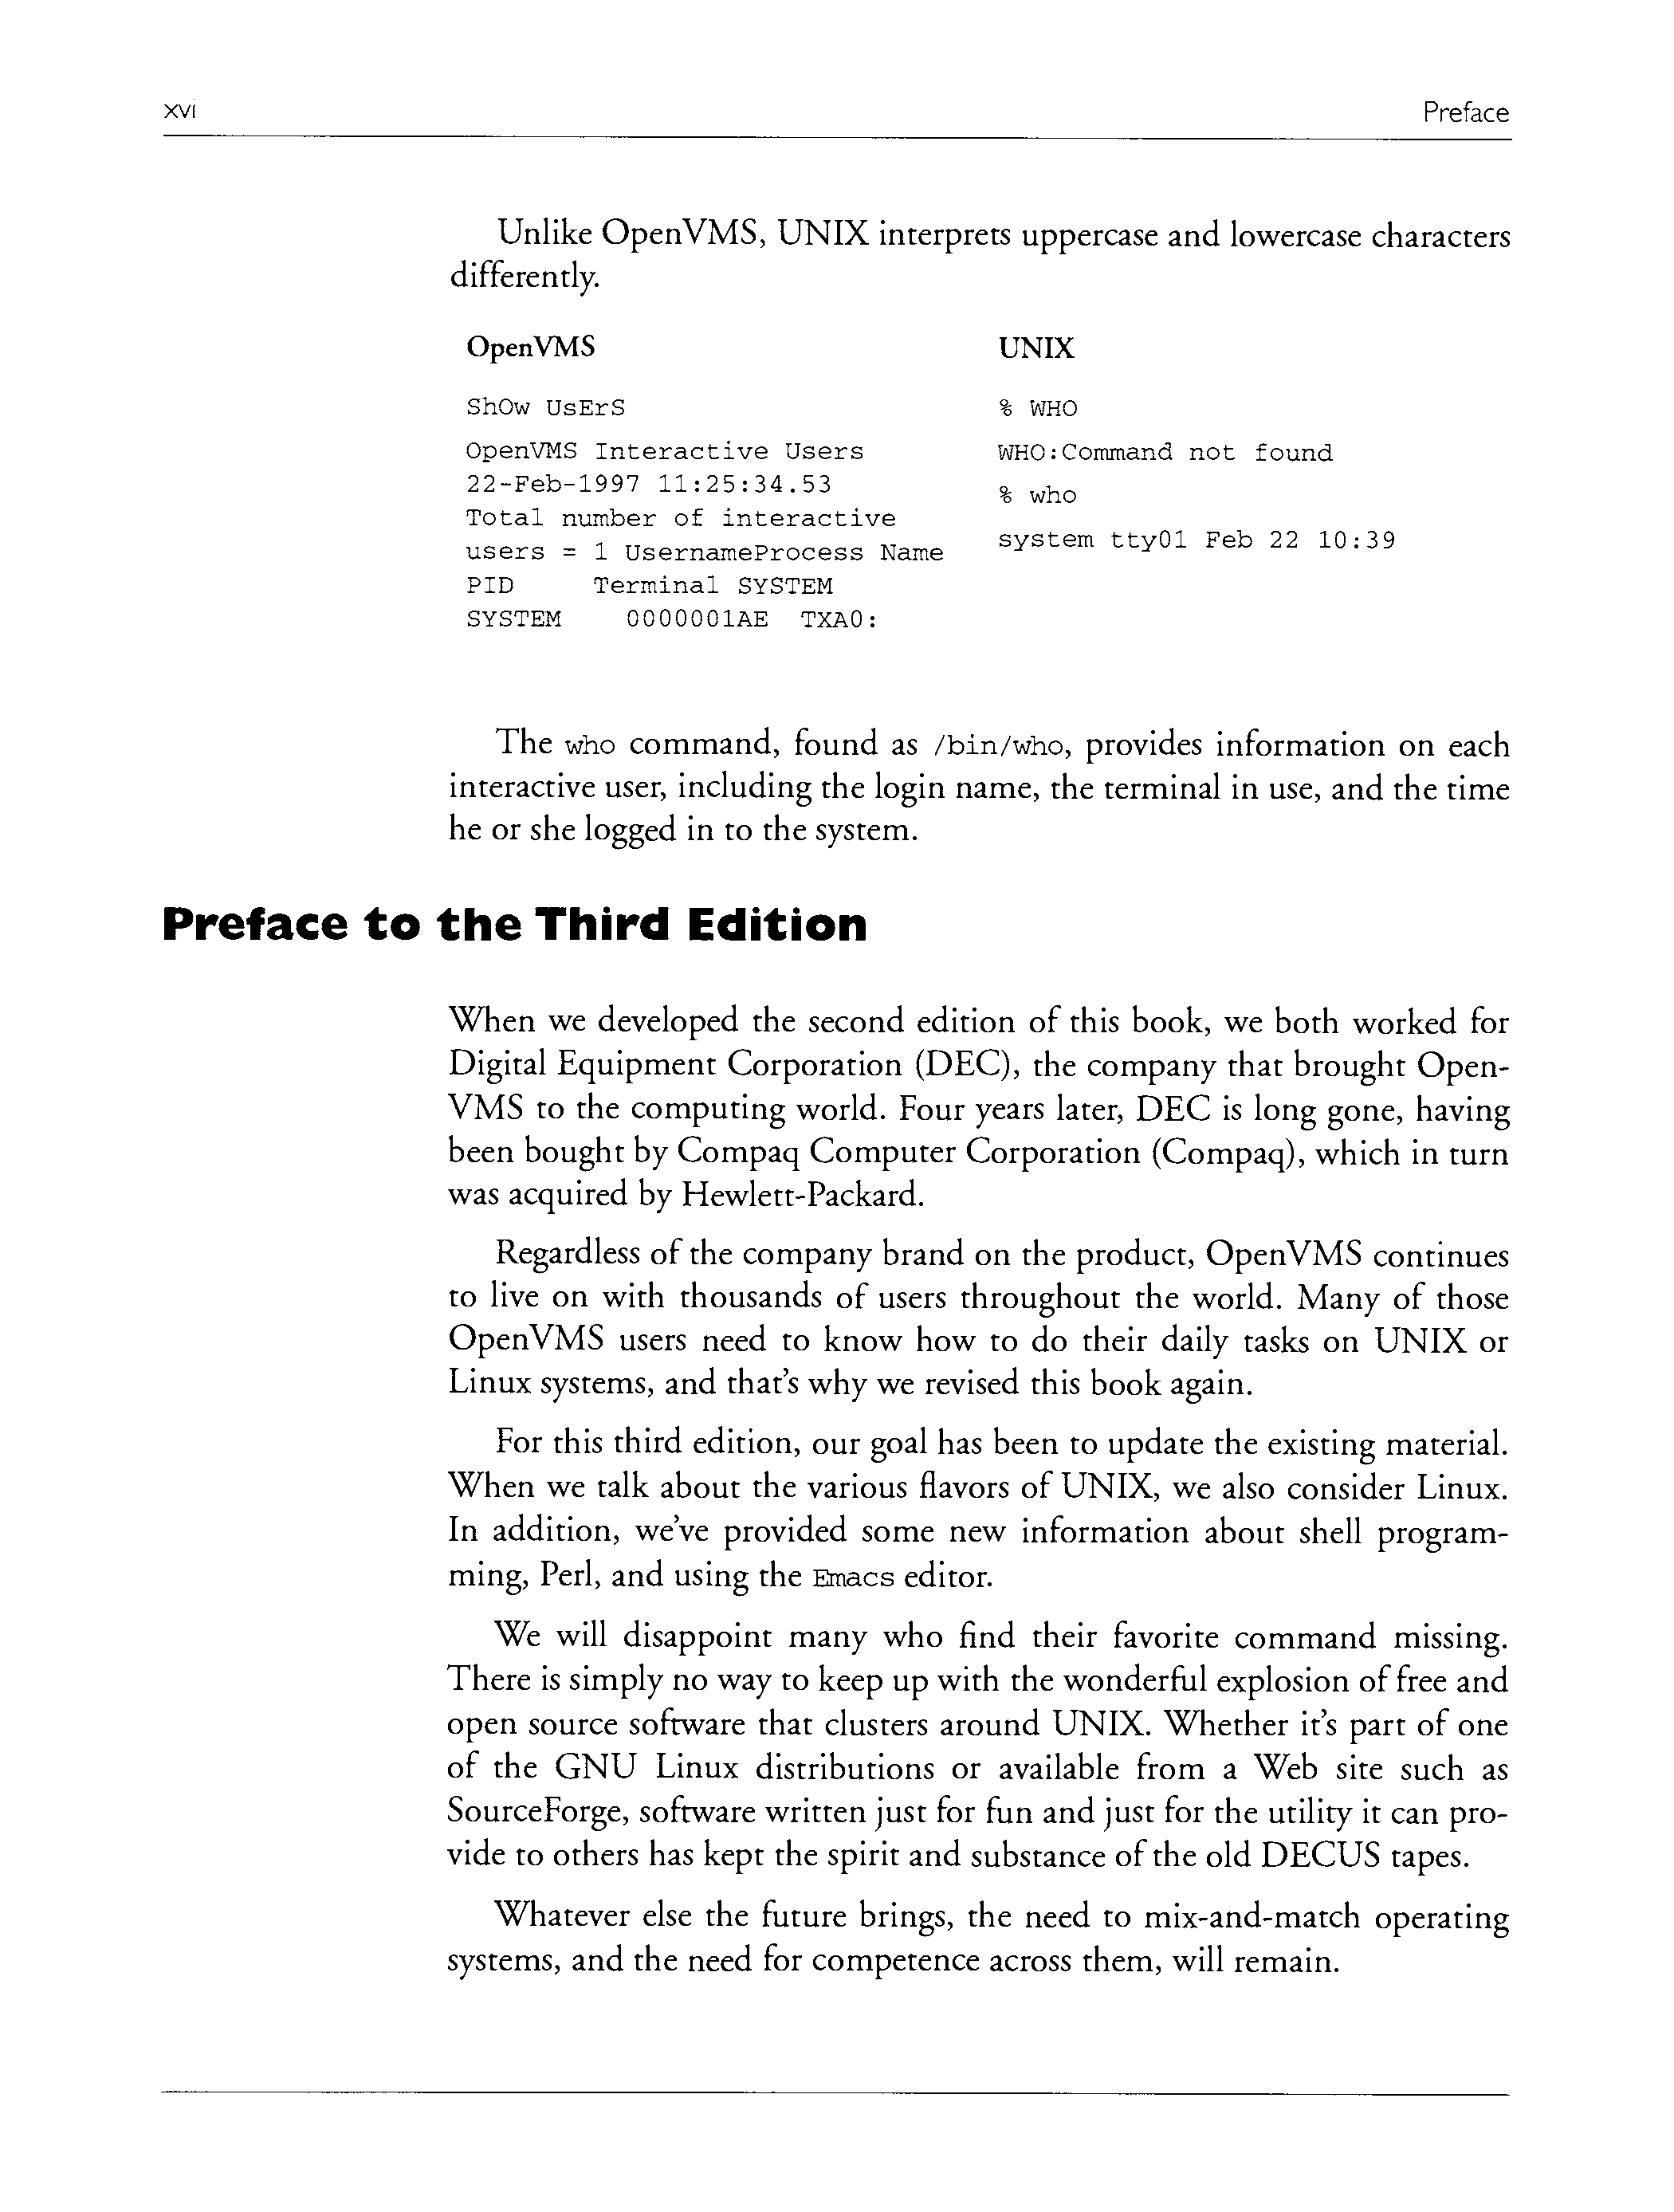 xvi Preface
Unlike OpenVMS, UNIX interprets uppercase and lowercase characters
differently.
OpenVMS
ShOw UsErS
OpenVMS Interactive Users
22-Feb-1997 11:25:34.53
Total number of interactive
users = 1 UsernameProcess Name
PID Terminal SYSTEM
SYSTEM 0000001AE TXA0:
UNIX
% WHO
WHO:Command not found
% who
system tty01 Feb 22 10:39
The who command, found as /bin/who, provides information on each
interactive user, including the login name, the terminal in use, and the time
he or she logged in to the system.
Preface to the Third Edition
When we developed the second edition of this book, we both worked for
Digital Equipment Corporation (DEC), the company that brought Open-
VMS to the computing world. Four years later, DEC is long gone, having
been bought by Compaq Computer Corporation (Compaq), which in turn
was acquired by Hewlett-Packard.
Regardless of the company brand on the product, OpenVMS continues
to live on with thousands of users throughout the world. Many of those
OpenVMS users need to know how to do their daily tasks on UNIX or
Linux systems, and that's why we revised this book again.
For this third edition, our goal has been to update the existing material.
When we talk about the various flavors of UNIX, we also consider Linux.
In addition, we've provided some new information about shell program-
ming, Perl, and using the Emacs editor.
We will disappoint many who find their favorite command missing.
There is simply no way to keep up with the wonderful explosion of free and
open source software that clusters around UNIX. Whether it's part of one
of the GNU Linux distributions or available from a Web site such as
SourceForge, software written just for fun and just for the utility it can pro-
vide to others has kept the spirit and substance of the old DECUS tapes.
Whatever else the future brings, the need to mix-and-match operating
systems, and the need for competence across them, will remain.